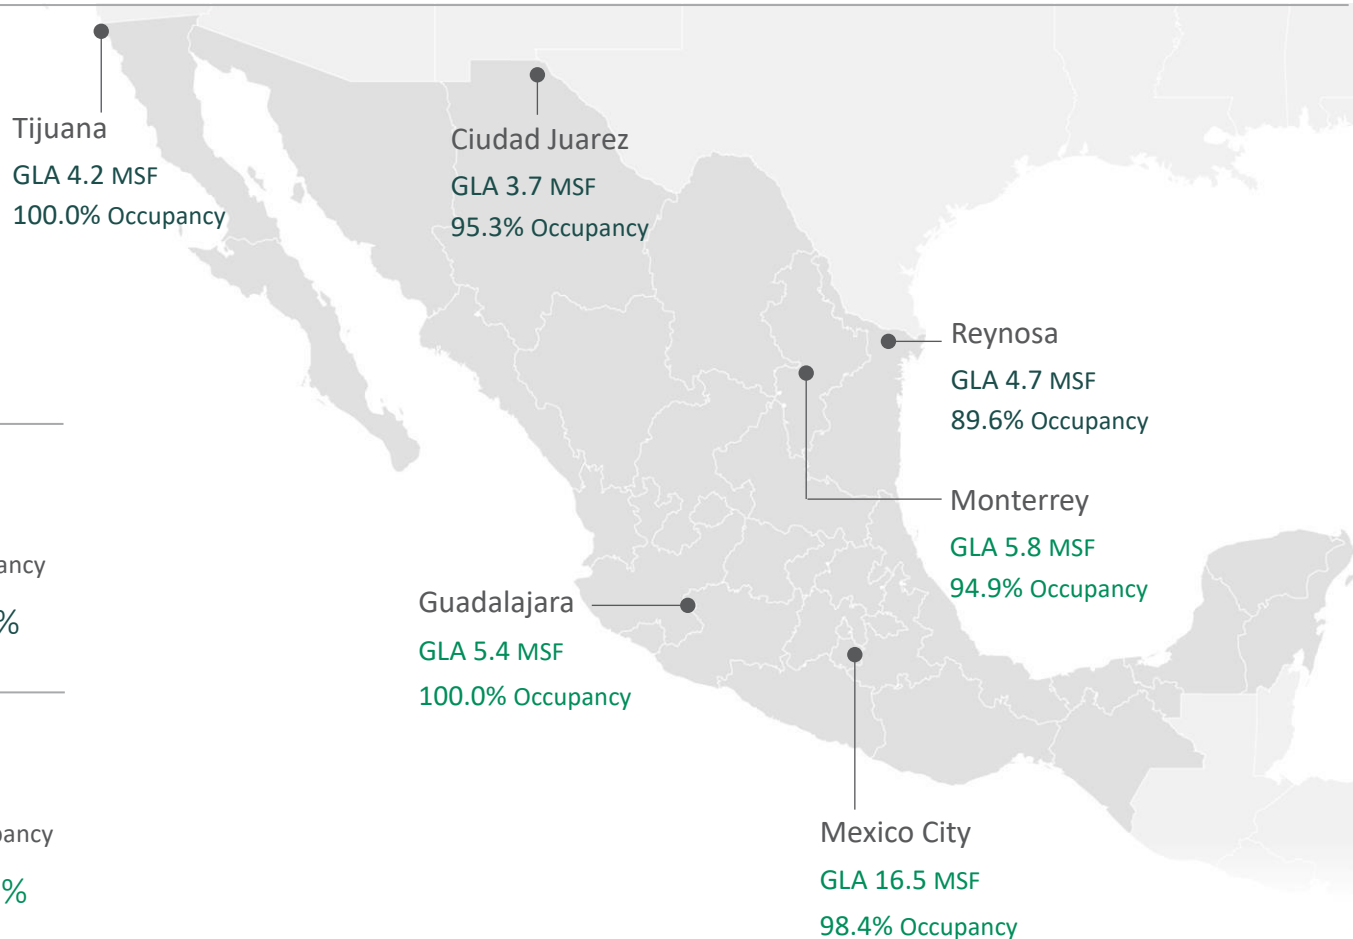 Tijuana
GLA 4.2 MSF
100.0% Occupancy
Ciudad Juarez
GLA 3.7 MSF
95.3% Occupancy
Reynosa
GLA 4.7 MSF
89.6% Occupancy
Monterrey
GLA 5.8 MSF
94.9% Occupancy
Guadalajara
GLA 5.4 MSF
100.0% Occupancy
Mexico City
GLA 16.5 MSF
98.4% Occupancy
%
%